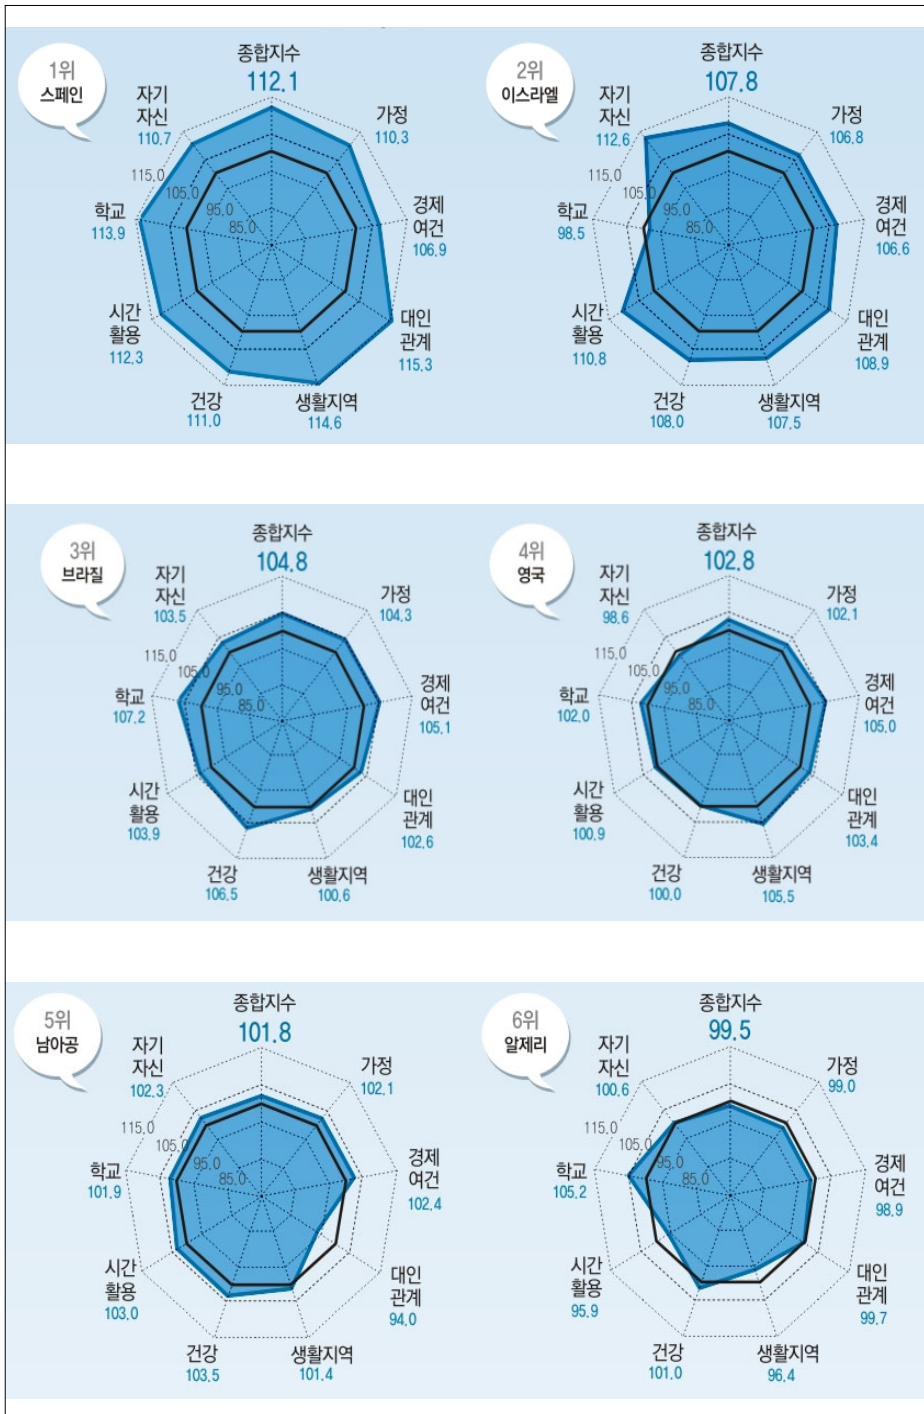 1위
스페인
종합지수
112.1
자기
자신
110.7
가정
110.3
115.0
105.0
95.0
85.0
학교
113.9
경제
여건
106.9
시간
활용
112.3
대인
관계
115.3
건강
111.0
생활지역
114.6
2위
이스라엘
종합지수
107.8
자기
자신
112.6
가정
106.8
115.0
105.0
95.0
85.0
학교
98.5
경제
여건
106.6
시간
활용
110.8
대인
관계
108.9
건강
108.0
생활지역
107.5
3위
브라질
종합지수
104.8
자기
자신
103.5
가정
104.3
115.0
105.0
95.0
85.0
학교
107.2
경제
여건
105.1
시간
활용
103.9
대인
관계
102.6
건강
106.5
생활지역
100.6
4위
영국
종합지수
102.8
자기
자신
98.6
가정
102.1
115.0
105.0
95.0
85.0
학교
102.0
경제
여건
105.0
시간
활용
100.9
대인
관계
103.4
건강
100.0
생활지역
105.5
5위
남아공
종합지수
101.8
자기
자신
102.3
가정
102.1
115.0
105.0
95.0
85.0
학교
101.9
경제
여건
102.4
시간
활용
103.0
대인
관계
94.0
건강
103.5
생활지역
101.4
6위
알제리
종합지수
99.5
자기
자신
100.6
가정
99.0
115.0
105.0
95.0
85.0
학교
105.2
경제
여건
98.9
시간
활용
95.9
대인
관계
99.7
건강
101.0
생활지역
96.4